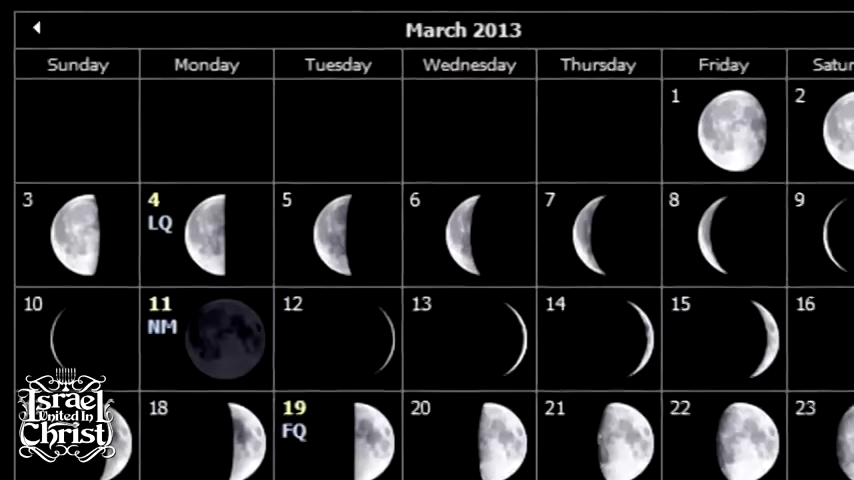 March 2013
Sunday Monday Tuesday Wednesday Thursday Friday Satur
1 2
3 4 5 6 7 8 9
LQ
10 11 12 13 14 15 16
NM
18 19 20 21 22 23
FQ
Israel
United In
Christ